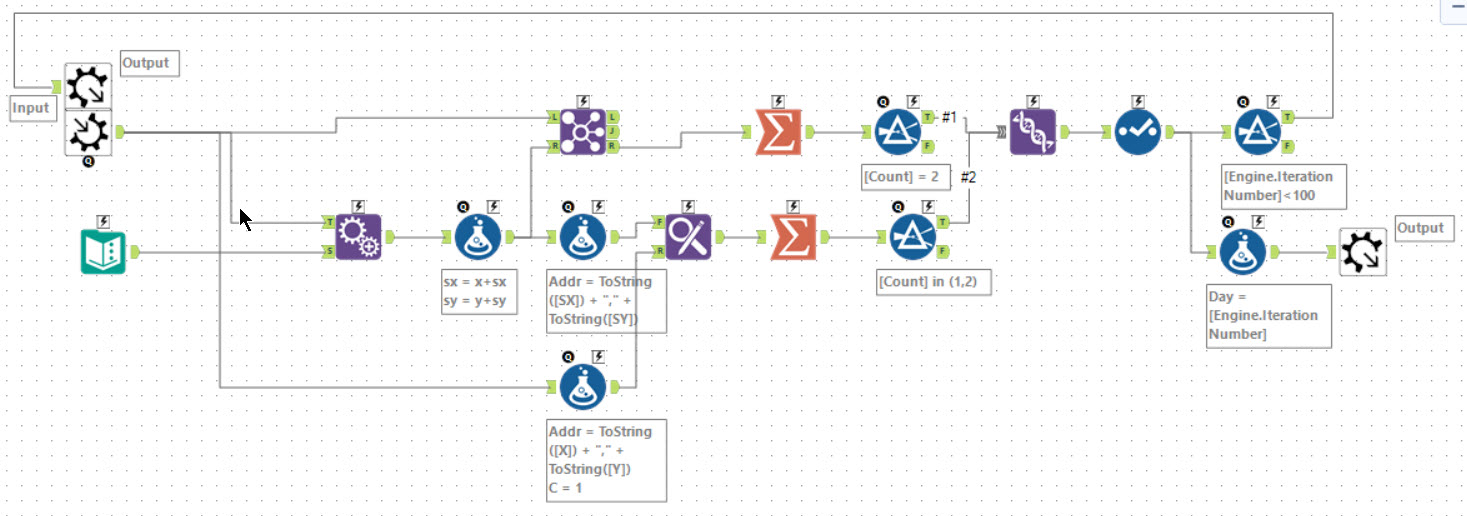 Output
Input
Q
L
R
L
J
R
Q
T
F
#1
[Count] = 2
#2
Q
T
F
[Engine.Iteration
Number]<100
T
S
Q
sx = x+sx
sy = y+sy
Q
Addr = ToString
([SX]) + "," +
ToString([SY])
F
R
Q
T
F
[Count] in (1,2)
Q
Day =
[Engine.Iteration
Number]
Output
Q
Addr = ToString
([X]) + "," +
ToString([Y])
C = 1